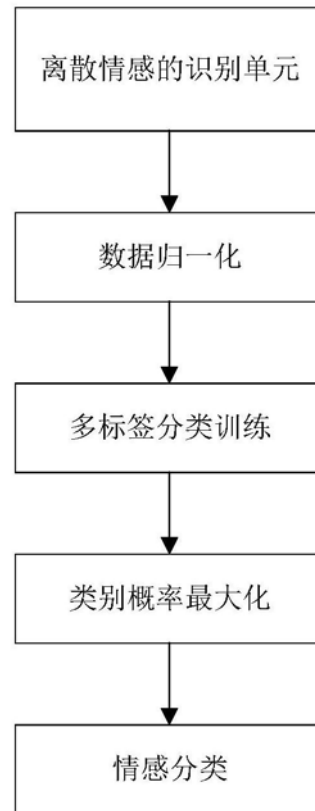 离散情感的识别单元
数据归一化
多标签分类训练
类别概率最大化
情感分类